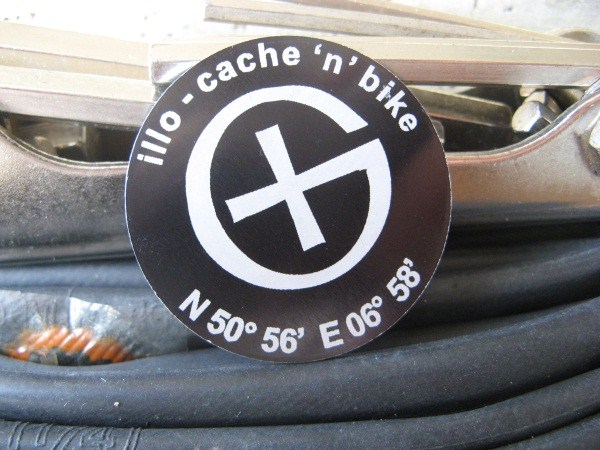 illo - cache 'n' bike
N 50° 56' E 06° 58'